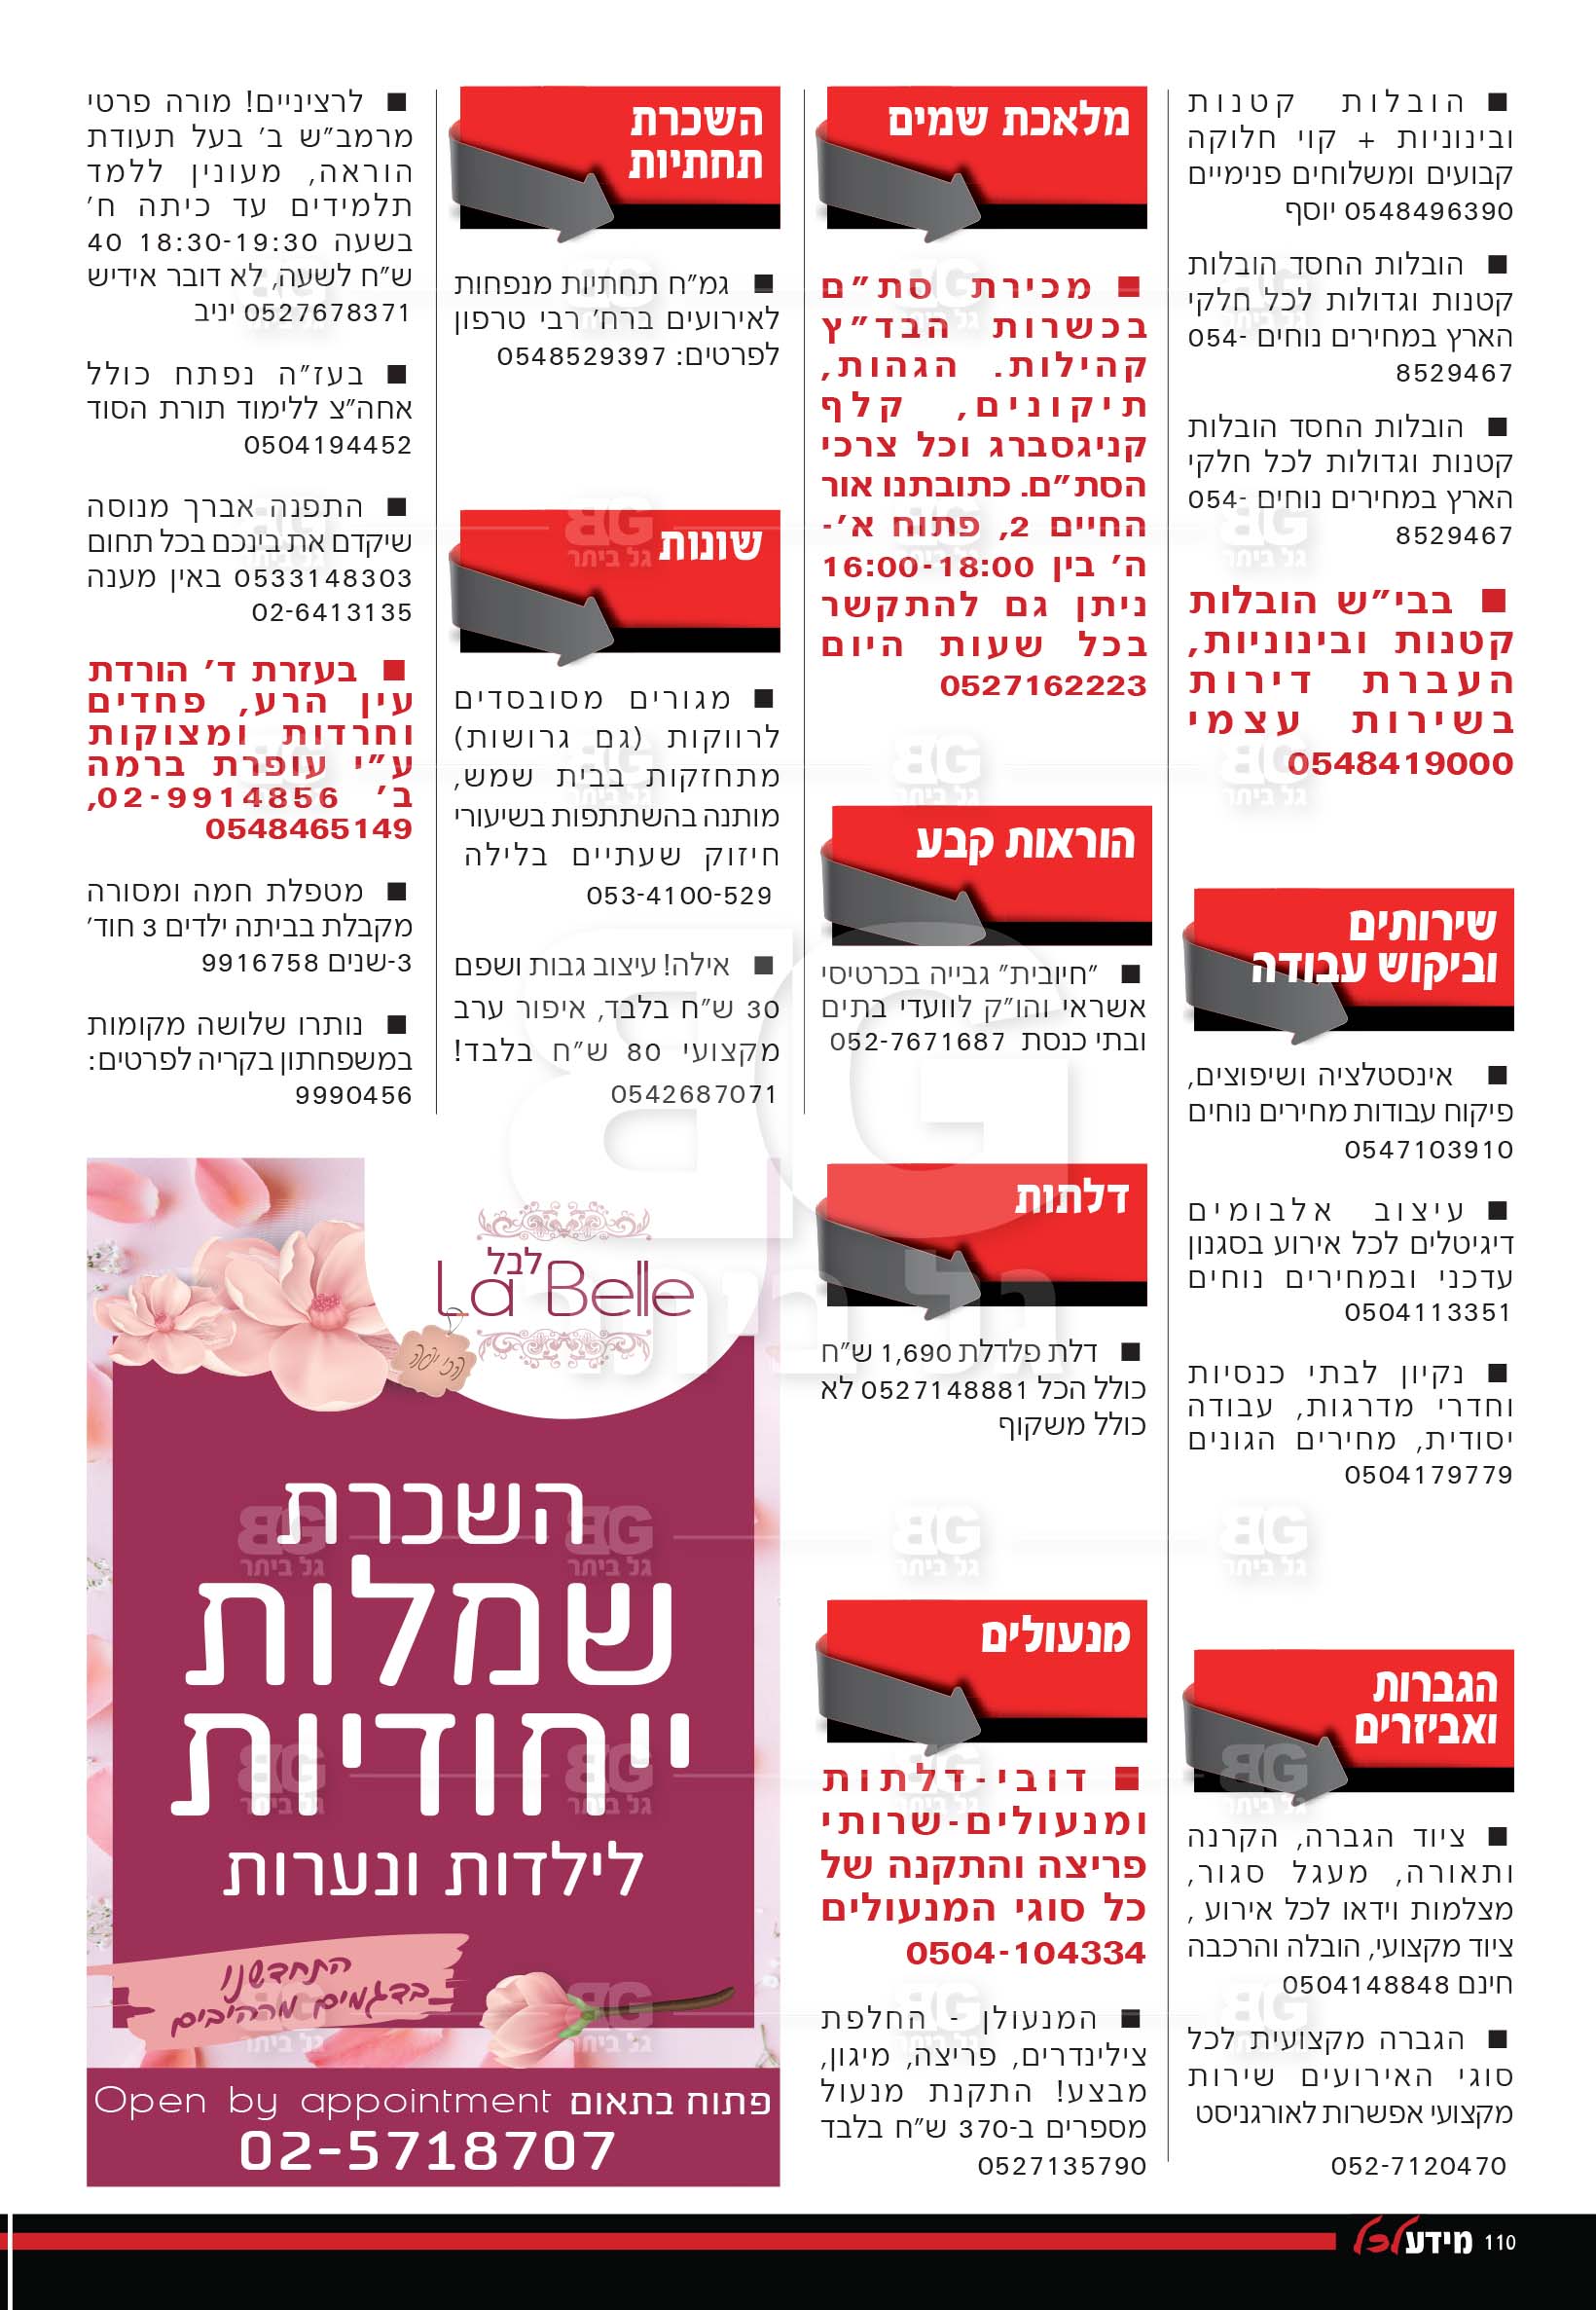 ■ הובלות קטנות
ובינוניות + קוי חלוקה
קבועים ומשלוחים פנימיים
0548496390 יוסף
■ הובלות החסד הובלות
קטנות וגדולות לכל חלקי
הארץ במחירים נוחים 054-
8529467
■ הובלות החסד הובלות
קטנות וגדולות לכל חלקי
הארץ במחירים נוחים 054-
8529467
■ בבי"ש הובלות
קטנות ובינוניות,
העברת דירות
בשירות עצמי
0548419000
שירותים
וביקוש עבודה
■ אינסטלציה ושיפוצים,
פיקוח עבודות מחירים נוחים
0547103910
■ עיצוב אלבומים
דיגיטלים לכל אירוע בסגנון
עדכני ובמחירים נוחים
0504113351
■ נקיון לבתי כנסיות
וחדרי מדרגות, עבודה
יסודית, מחירים הגונים
0504179779
הגברות
ואביזרים
■ ציוד הגברה, הקרנה
ותאורה, מעגל סגור,
מצלמות וידאו לכל אירוע ,
ציוד מקצועי, הובלה והרכבה
חינם 0504148848
■ הגברה מקצועית לכל
סוגי האירועים שירות
מקצועי אפשרות לאורגניסט
052-7120470
מלאכת שמים
■ מכירת סת"ם
בכשרות הבד"ץ
קהילות. הגהות,
תיקונים, קלף
קניגסברג וכל צרכי
הסת"ם. כתובתנו אור
החיים 2, פתוח א'-
ה' בין 16:00-18:00
ניתן גם להתקשר
בכל שעות היום
0527162223
הוראות קבע
■ "חיובית" גבייה בכרטיסי
אשראי והו"ק לוועדי בתים
ובתי כנסת 052-7671687
דלתות
■ דלת פלדלת 1,690 ש"ח
כולל הכל 0527148881 לא
כולל משקוף
מנעולים
■ דובי-דלתות
ומנעולים-שרותי
פריצה והתקנה של
כל סוגי המנעולים
0504-104334
■ המנעולן - החלפת
צילינדרים, פריצה, מיגון,
מבצע! התקנת מנעול
מספרים ב-370 ש"ח בלבד
0527135790
השכרת
תחתיות
■ גמ"ח תחתיות מנפחות
לאירועים ברח' רבי טרפון
לפרטים: 0548529397
שונות
■ מגורים מסובסדים
לרווקות (גם גרושות)
מתחזקות בבית שמש,
מותנה בהשתתפות בשיעורי
חיזוק שעתיים בלילה
053-4100-529
■ אילה! עיצוב גבות ושפם
30 ש"ח בלבד, איפור ערב
מקצועי 80 ש"ח בלבד!
0542687071
■ לרציניים! מורה פרטי
מרמב"ש ב' בעל תעודת
הוראה, מעונין ללמד
תלמידים עד כיתה ח'
בשעה 18:30-19:30 40
ש"ח לשעה, לא דובר אידיש
0527678371 יניב
■ בעז"ה נפתח כולל
אחה"צ ללימוד תורת הסוד
0504194452
■ התפנה אברך מנוסה
שיקדם את בינכם בכל תחום
0533148303 באין מענה
02-6413135
■ בעזרת ד' הורדת
עין הרע, פחדים
וחרדות ומצוקות
ע"י עופרת ברמה
ב' 02-9914856,
0548465149
■ מטפלת חמה ומסורה
מקבלת בביתה ילדים 3 חוד'
3-שנים 9916758
■ נותרו שלושה מקומות
במשפחתון בקריה לפרטים:
9990456
לבל
La Belle
הכי יפה
השכרת
שמלות
ייחודיות
לילדות ונערות
התחדשנו
בדגמים מרהיבים
פתוח בתאום Open by appointment
02-5718707
110 מידע לכל
BG
גל ביתר